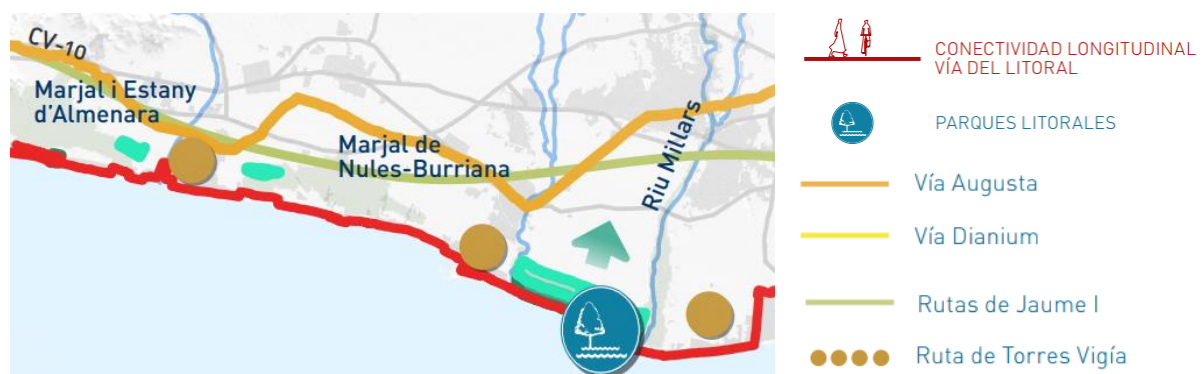 CV-10
Marjal i Estany
d'Almenara
Marjal de
Nules-Burriana
Riu Millars
CONECTIVIDAD LONGITUDINAL
VÍA DEL LITORAL
PARQUES LITORALES
Vía Augusta
Vía Dianium
Rutas de Jaume I
Ruta de Torres Vigía